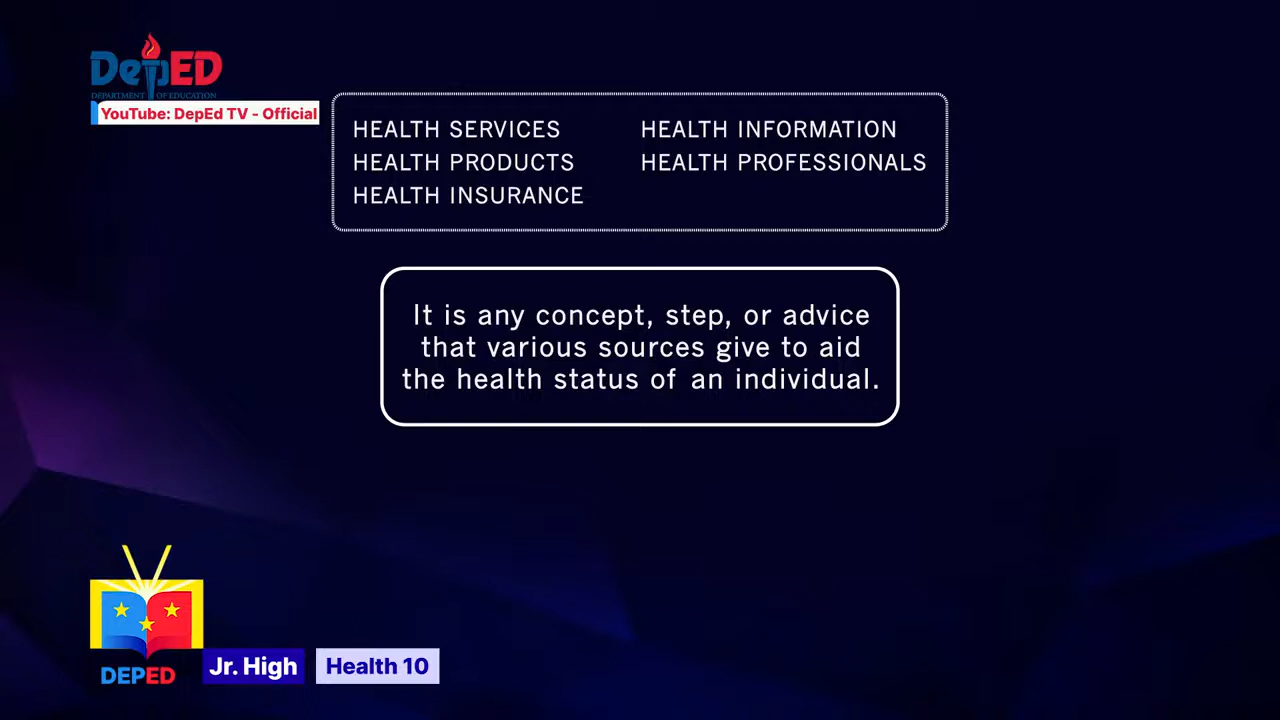 DepED
DEPARTMENT OF EDUCATION
YouTube: DepEd TV - Official
HEALTH SERVICES
HEALTH PRODUCTS
HEALTH INSURANCE
HEALTH INFORMATION
HEALTH PROFESSIONALS
It is any concept, step, or advice
that various sources give to aid
the health status of an individual.
DEPED
Jr. High
Health 10